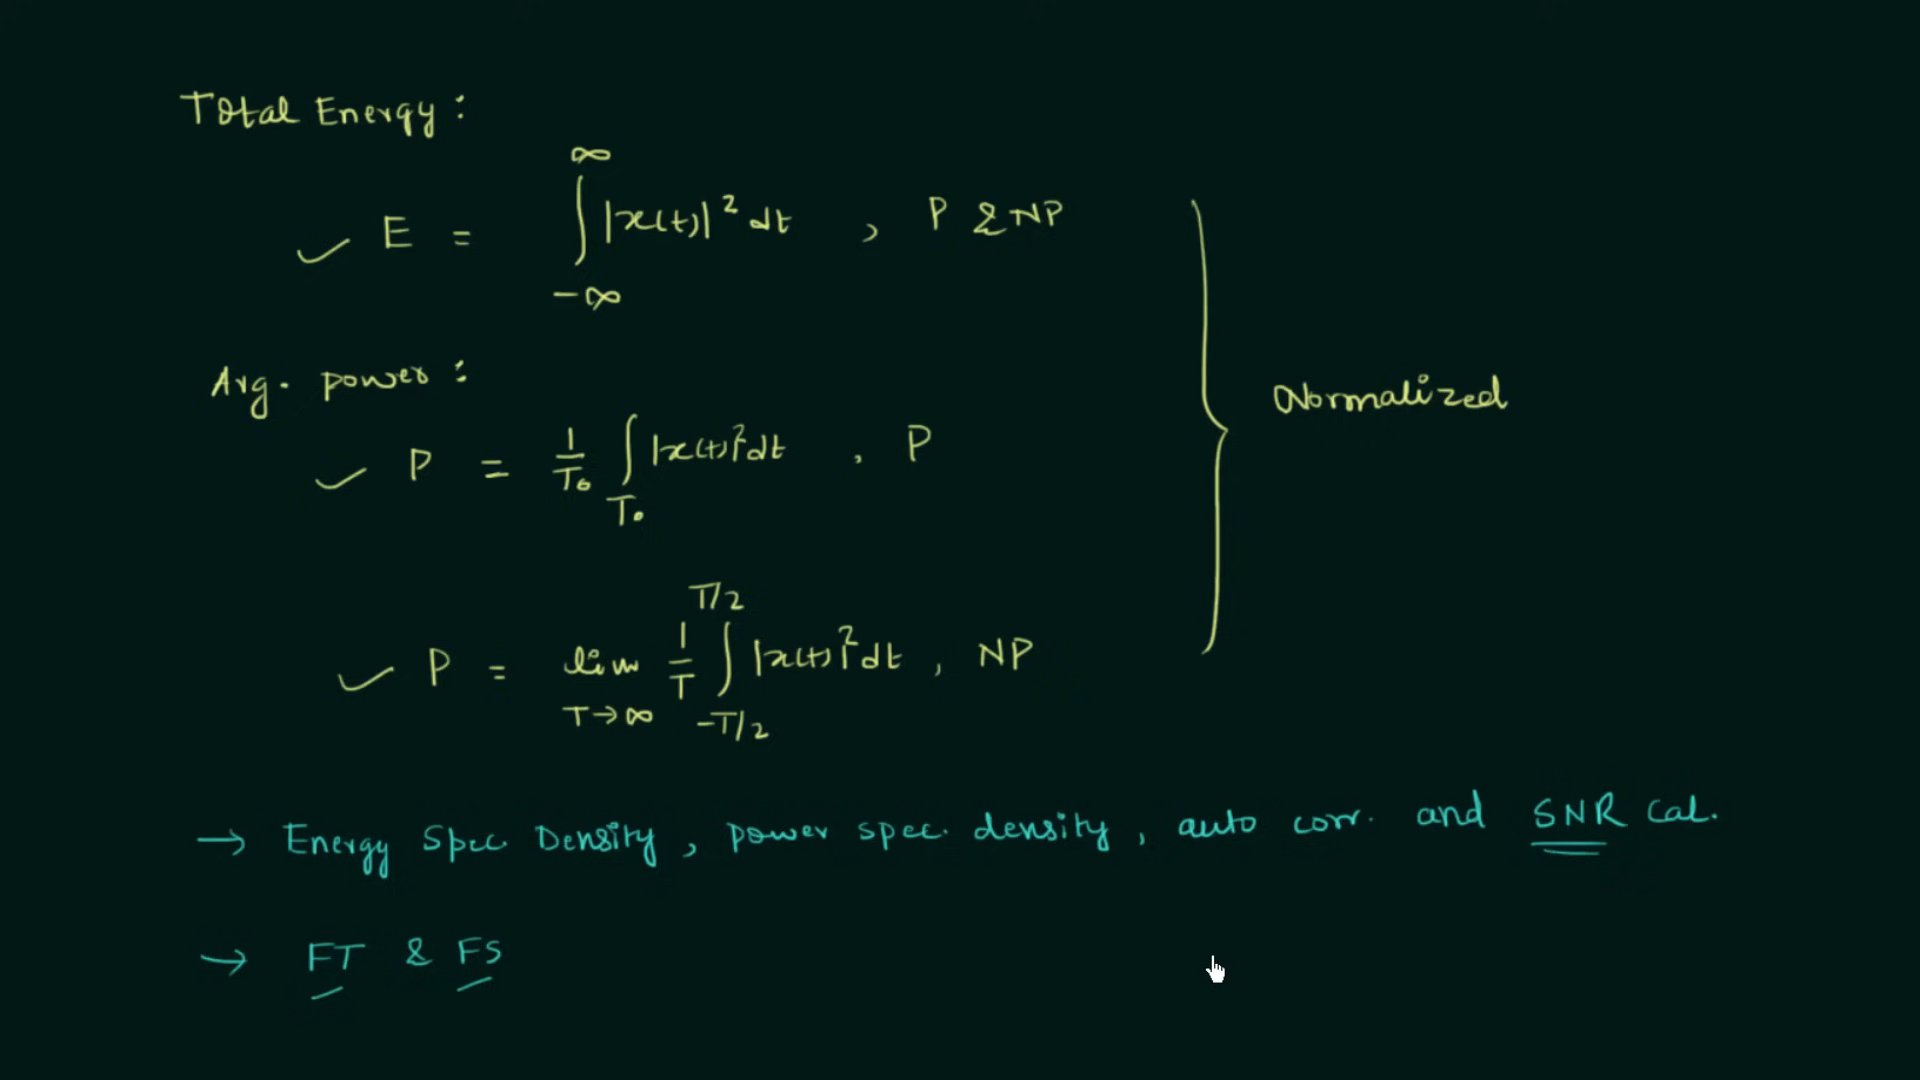 Total Energy :
E = ∫_{-∞}^{∞} |x(t)|² dt , P & NP
Avg. power :
Normalized
P = 1/T₀ ∫_{T₀} |x(t)|² dt , P
P = lim_{T→∞} 1/T ∫_{-T/2}^{T/2} |x(t)|² dt , NP
→ Energy Spec. Density , power spec. density , auto corr. and SNR Cal.
→ FT & FS